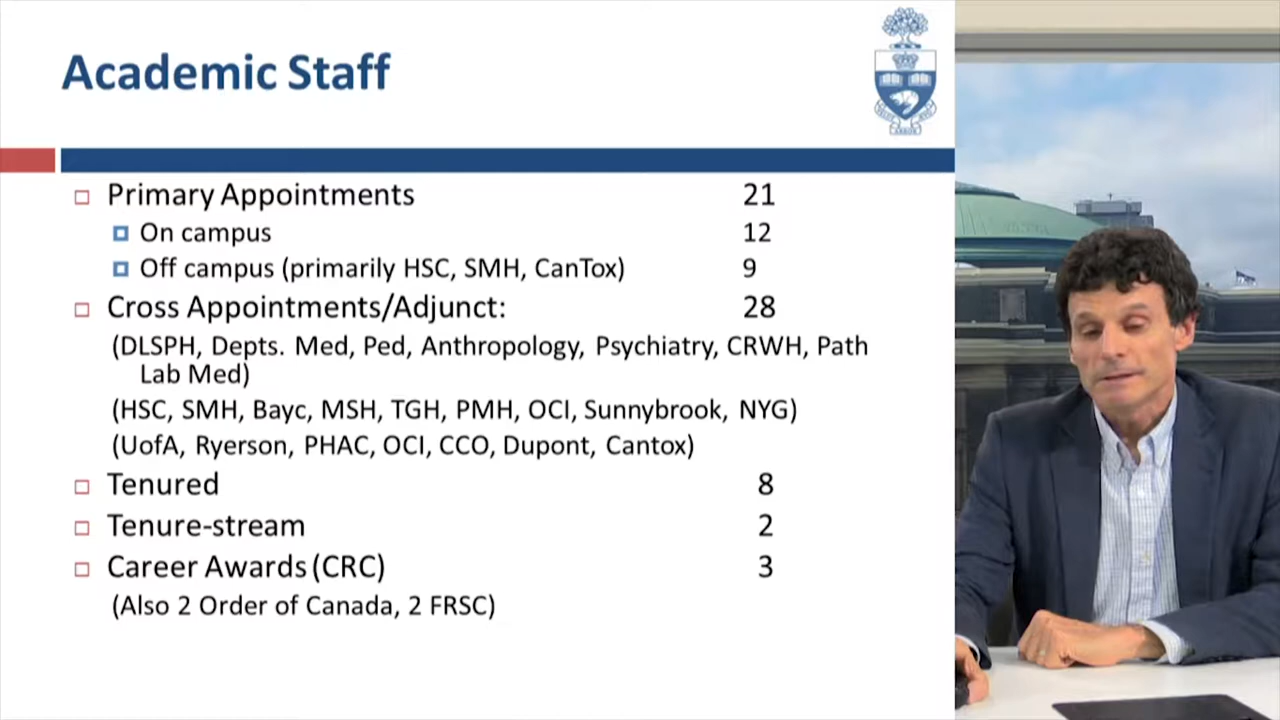 Academic Staff
Primary Appointments 21
On campus 12
Off campus (primarily HSC, SMH, CanTox) 9
Cross Appointments/Adjunct: 28
(DLSPH, Depts. Med, Ped, Anthropology, Psychiatry, CRWH, Path
Lab Med)
(HSC, SMH, Bayc, MSH, TGH, PMH, OCI, Sunnybrook, NYG)
(UofA, Ryerson, PHAC, OCI, CCO, Dupont, Cantox)
Tenured 8
Tenure-stream 2
Career Awards (CRC) 3
(Also 2 Order of Canada, 2 FRSC)